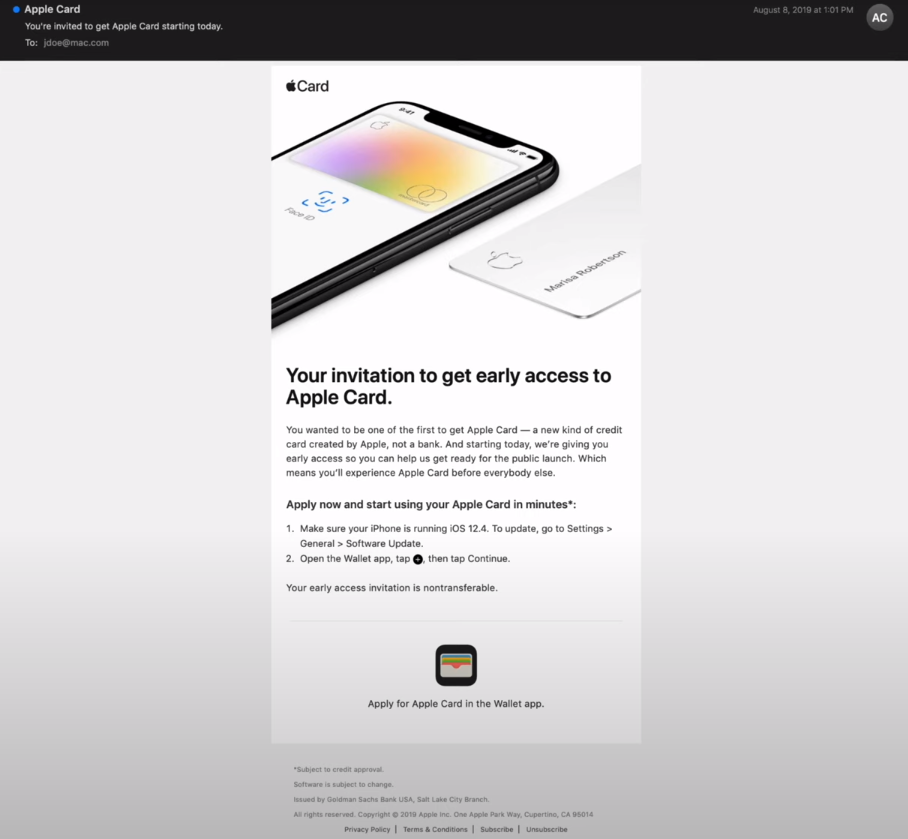 Apple Card
August 8, 2019 at 1:01 PM
AC
You're invited to get Apple Card starting today.
To: jdoe@mac.com
Card
9:41
Face ID
Marisa Robertson
Your invitation to get early access to
Apple Card.
You wanted to be one of the first to get Apple Card — a new kind of credit
card created by Apple, not a bank. And starting today, we're giving you
early access so you can help us get ready for the public launch. Which
means you'll experience Apple Card before everybody else.
Apply now and start using your Apple Card in minutes*:
1. Make sure your iPhone is running iOS 12.4. To update, go to Settings >
General > Software Update.
2. Open the Wallet app, tap +, then tap Continue.
Your early access invitation is nontransferable.
Apply for Apple Card in the Wallet app.
*Subject to credit approval.
Software is subject to change.
Issued by Goldman Sachs Bank USA, Salt Lake City Branch.
All rights reserved. Copyright © 2019 Apple Inc. One Apple Park Way, Cupertino, CA 95014
Privacy Policy | Terms & Conditions | Subscribe | Unsubscribe